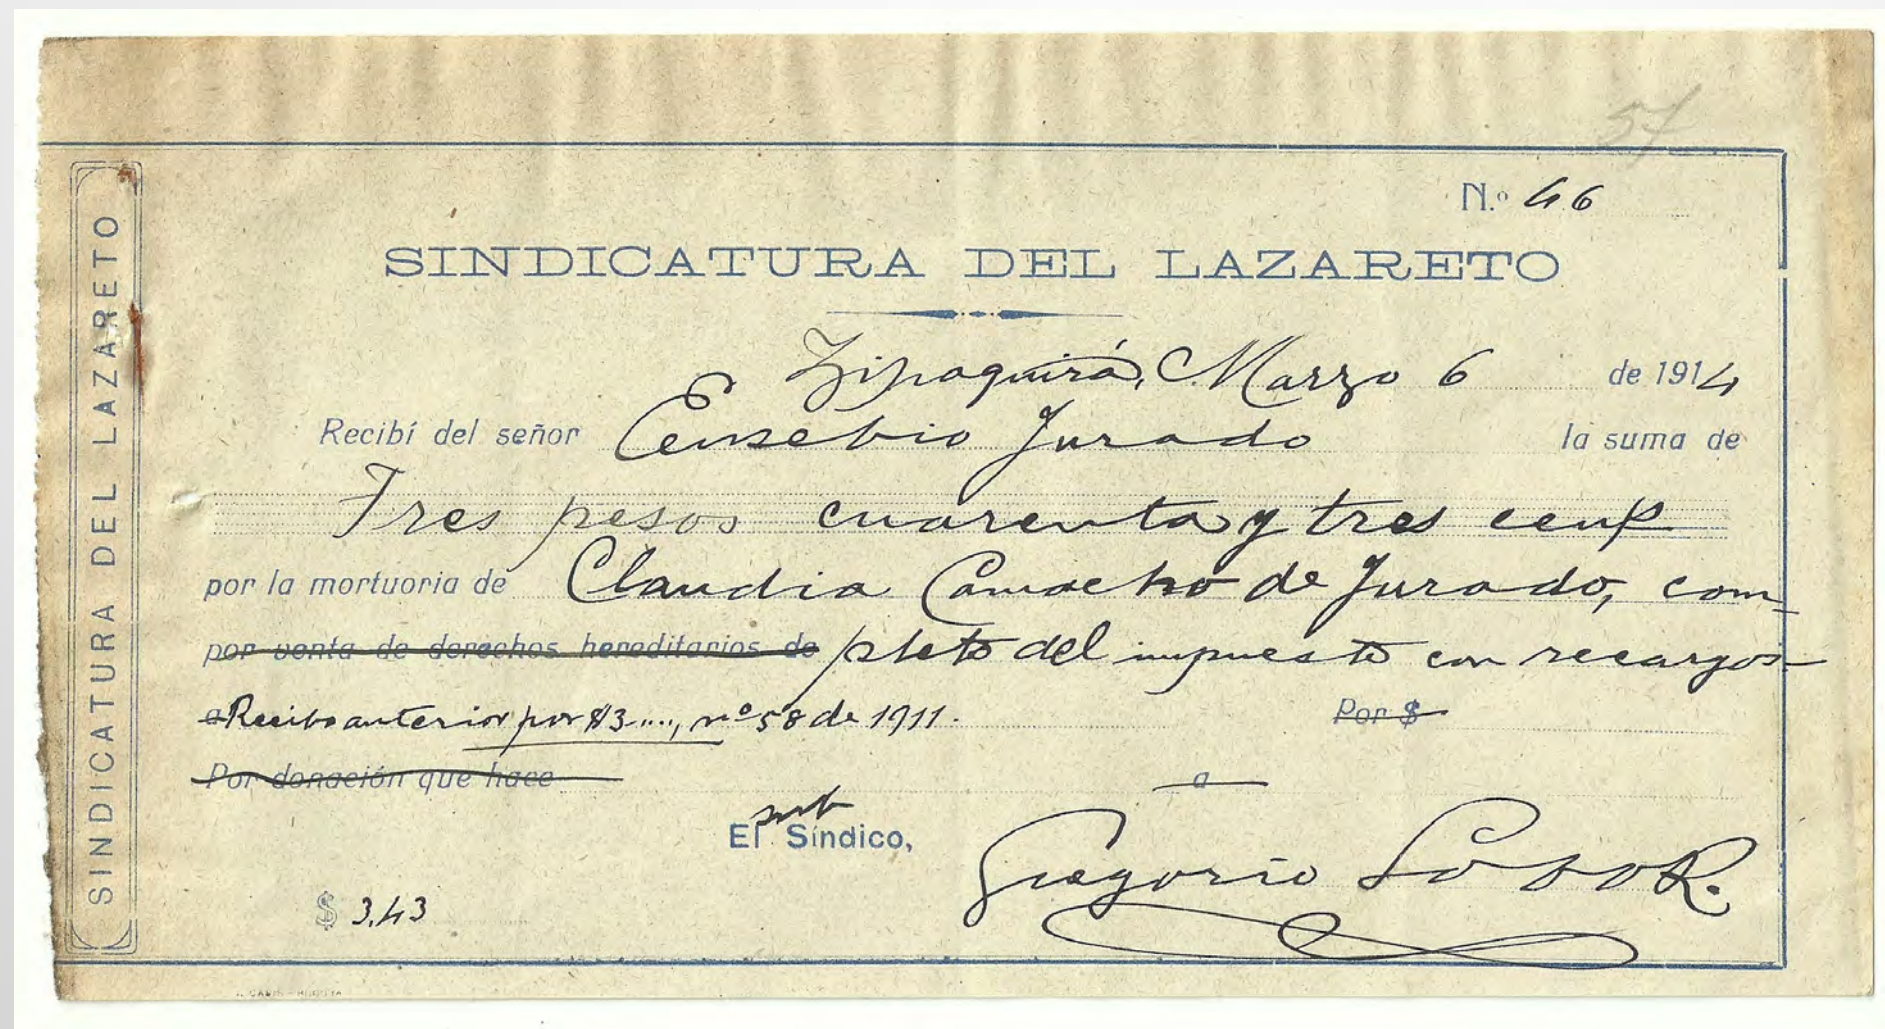 57
N.º 46
SINDICATURA DEL LAZARETO
SINDICATURA DEL LAZARETO
Zipaquirá, Marzo 6 de 1914
Recibí del señor Eusebio Jurado la suma de
Tres pesos cuarenta y tres
por la mortuoria de Claudia Camacho de Jurado, com-
por venta de derechos hereditarios de pleto del impuesto con recargos
a Recibo anterior por $3...., nº 58 de 1911. Por $
Por donación que hace a
sub
El Síndico,
Gregorio R.
$ 3,43